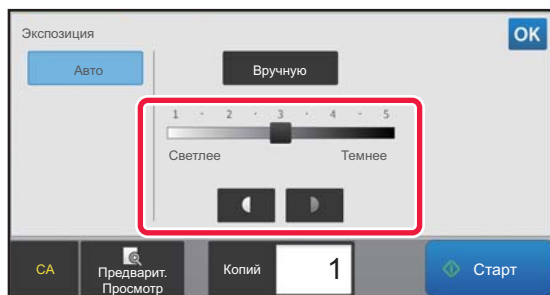 Экспозиция
OK
Авто
Вручную
1 · 2 · 3 · 4 · 5
Светлее
Темнее
CA
Предварит.
Просмотр
Копий
1
Старт